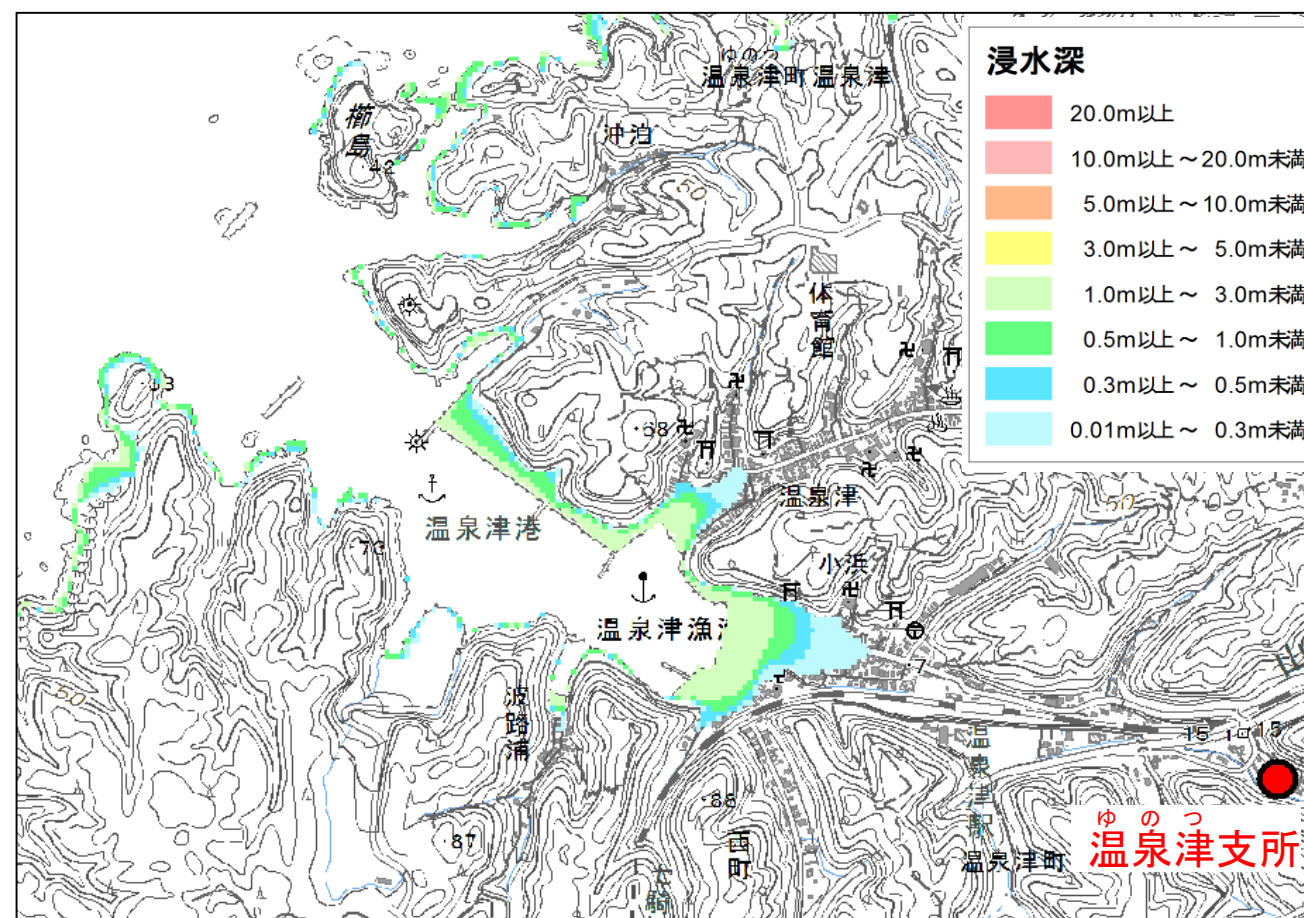 浸水深
20.0m以上
10.0m以上～20.0m未満
5.0m以上～10.0m未満
3.0m以上～ 5.0m未満
1.0m以上～ 3.0m未満
0.5m以上～ 1.0m未満
0.3m以上～ 0.5m未満
0.01m以上～ 0.3m未満
ゆのつ
温泉津町温泉津
櫛島
42
沖泊
50
体育館
68
73
温泉津港
温泉津
50
小浜
温泉津漁
7
波路浦
50
15
15
温泉津駅
88
87
西町
温泉津町
ゆのつ
温泉津支所